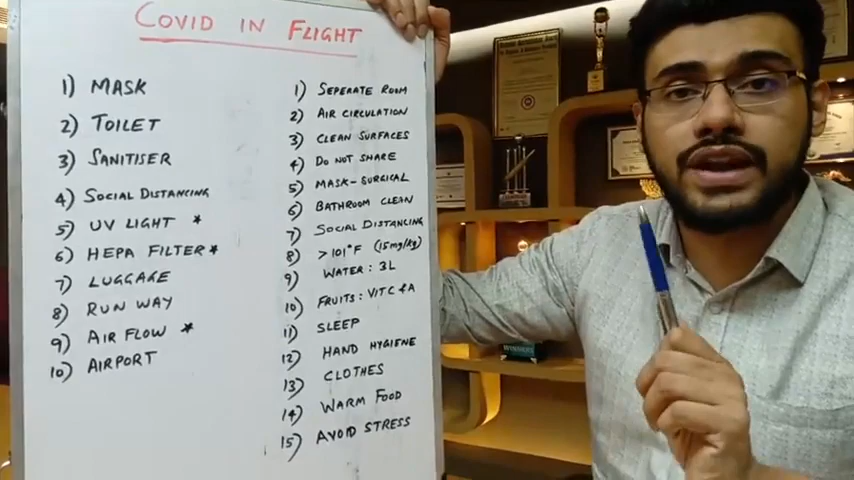 COVID IN FLIGHT
1) MASK
2) TOILET
3) SANITISER
4) SOCIAL DISTANCING
5) UV LIGHT *
6) HEPA FILTER *
7) LUGGAGE
8) RUN WAY
9) AIR FLOW *
10) AIRPORT
1) SEPERATE ROOM
2) AIR CIRCULATION
3) CLEAN SURFACES
4) DO NOT SHARE
5) MASK-SURGICAL
6) BATHROOM CLEAN
7) SOCIAL DISTANCING
8) >101°F (15mg/kg)
9) WATER: 3L
10) FRUITS: VIT C & A
11) SLEEP
12) HAND HYGIENE
13) CLOTHES
14) WARM FOOD
15) AVOID STRESS